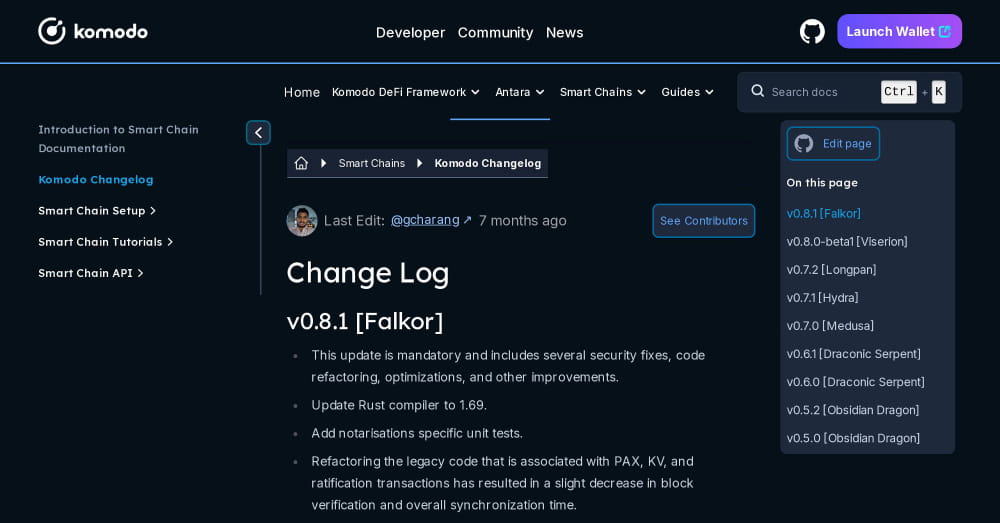 komodo
Developer Community News
Launch Wallet
Home Komodo DeFi Framework Antara Smart Chains Guides
Search docs Ctrl + K
Introduction to Smart Chain
Documentation
Komodo Changelog
Smart Chain Setup
Smart Chain Tutorials
Smart Chain API
Smart Chains Komodo Changelog
Last Edit: @gcharang ↗ 7 months ago
See Contributors
Change Log
v0.8.1 [Falkor]
• This update is mandatory and includes several security fixes, code
refactoring, optimizations, and other improvements.
• Update Rust compiler to 1.69.
• Add notarisations specific unit tests.
• Refactoring the legacy code that is associated with PAX, KV, and
ratification transactions has resulted in a slight decrease in block
verification and overall synchronization time.
Edit page
On this page
v0.8.1 [Falkor]
v0.8.0-beta1 [Viserion]
v0.7.2 [Longpan]
v0.7.1 [Hydra]
v0.7.0 [Medusa]
v0.6.1 [Draconic Serpent]
v0.6.0 [Draconic Serpent]
v0.5.2 [Obsidian Dragon]
v0.5.0 [Obsidian Dragon]